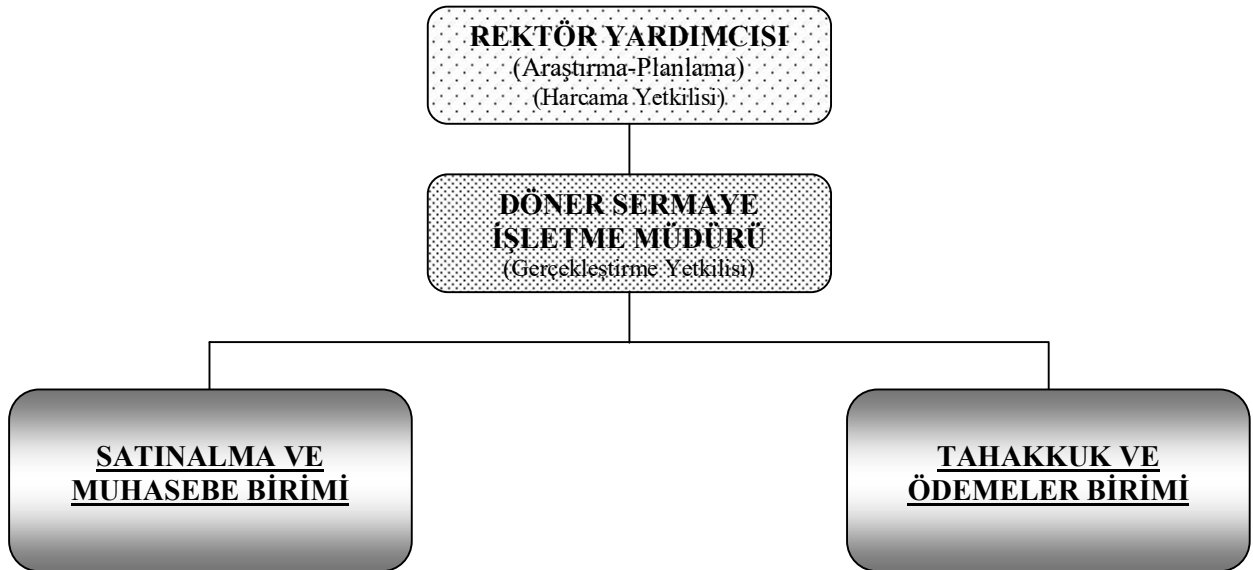 REKTÖR YARDIMCISI
(Araştırma-Planlama)
(Harcama Yetkilisi)
DÖNER SERMAYE
İŞLETME MÜDÜRÜ
(Gerçekleştirme Yetkilisi)
SATINALMA VE
MUHASEBE BİRİMİ
TAHAKKUK VE
ÖDEMELER BİRİMİ